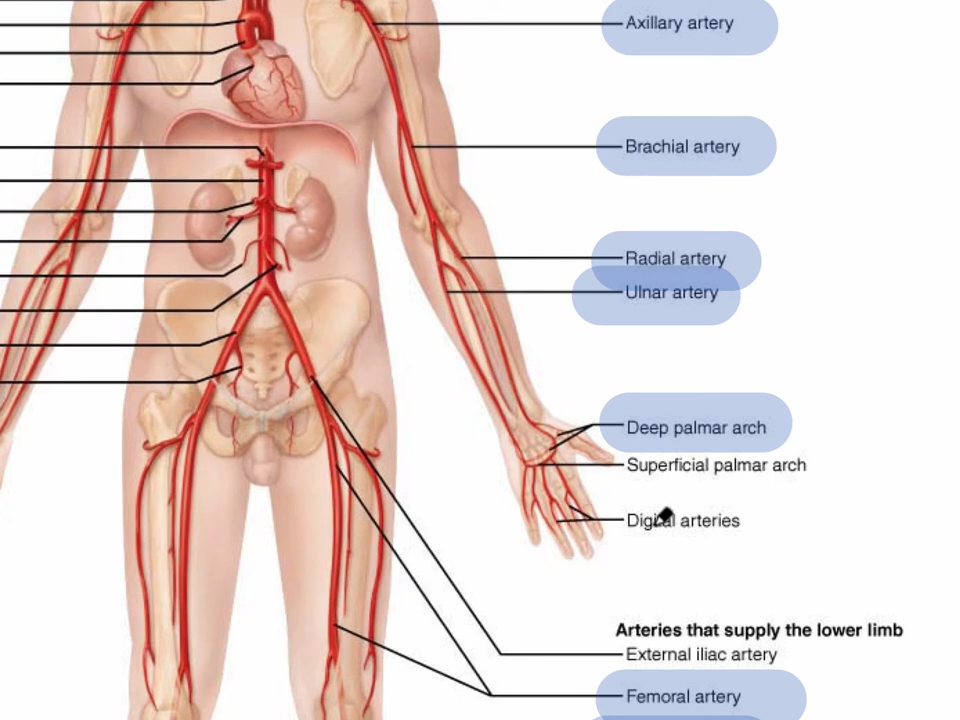 Axillary artery
Brachial artery
Radial artery
Ulnar artery
Deep palmar arch
Superficial palmar arch
Digital arteries
Arteries that supply the lower limb
External iliac artery
Femoral artery